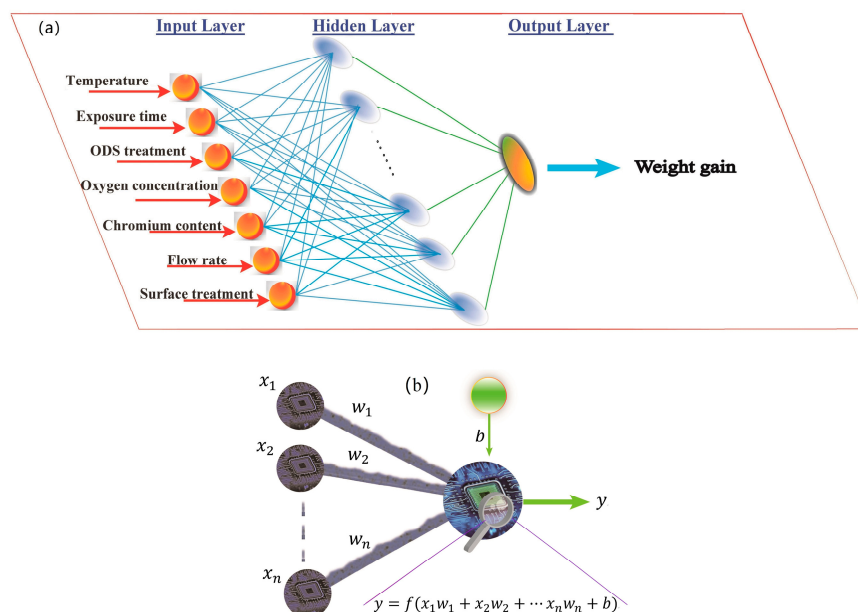 (a)
Input Layer
Hidden Layer
Output Layer
Temperature
Exposure time
ODS treatment
Oxygen concentration
Chromium content
Flow rate
Surface treatment
Weight gain
(b)
x₁
w₁
x₂
w₂
b
y
wₙ
xₙ
y = f(x₁w₁ + x₂w₂ + ⋯ xₙwₙ + b)